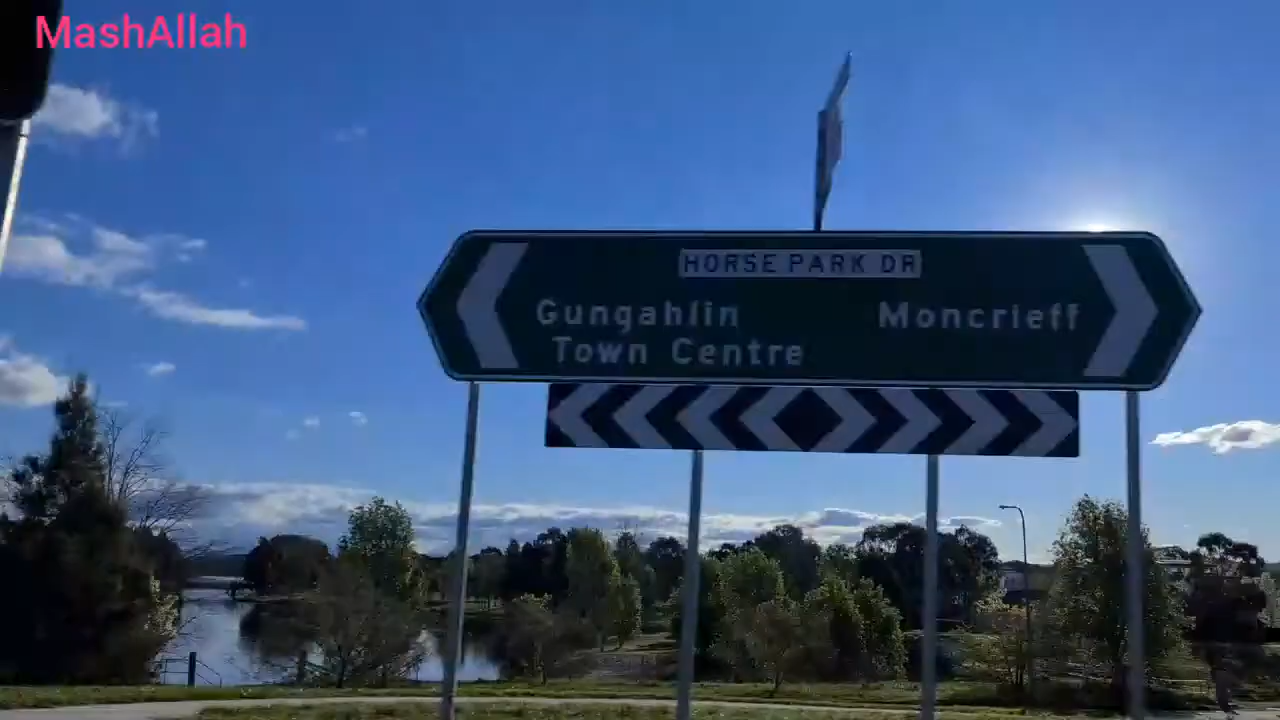 MashAllah
HORSE PARK DR
Gungahlin
Town Centre
Moncrieff